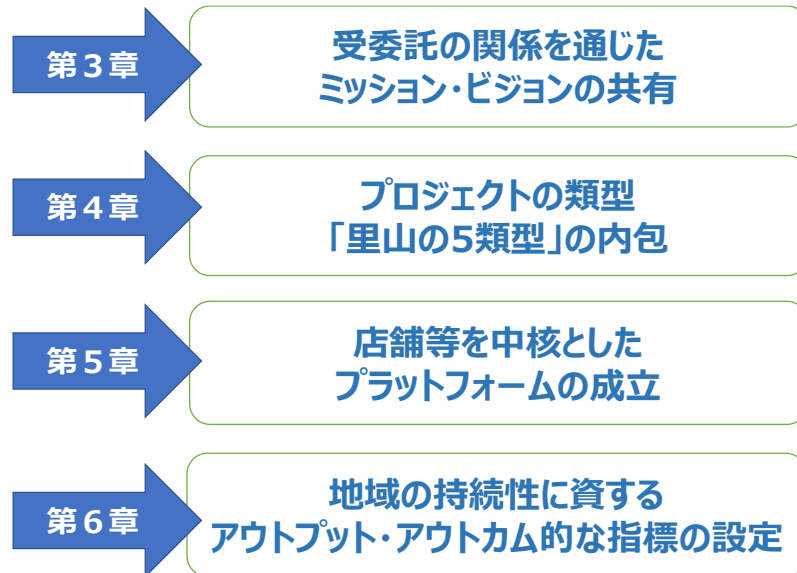 第3章
受委託の関係を通じた
ミッション・ビジョンの共有
第4章
プロジェクトの類型
「里山の5類型」の内包
第5章
店舗等を中核とした
プラットフォームの成立
第6章
地域の持続性に資する
アウトプット・アウトカム的な指標の設定